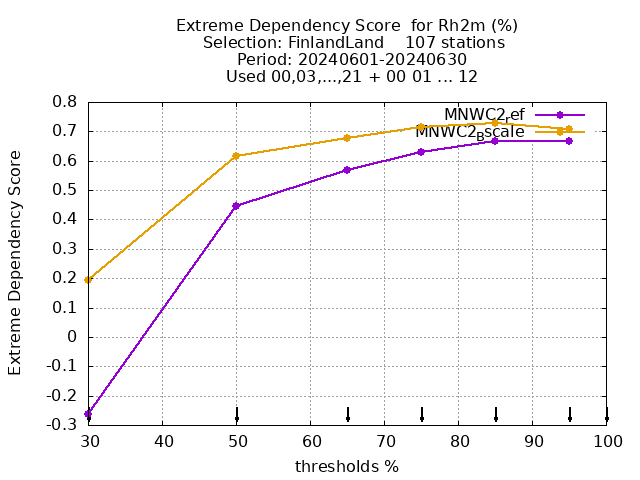 Extreme Dependency Score  for Rh2m (%)
Selection: FinlandLand    107 stations
Period: 20240601-20240630
Used 00,03,...,21 + 00 01 ... 12
MNWC2ref
MNWC2Bscale
Extreme Dependency Score
0.8
0.7
0.6
0.5
0.4
0.3
0.2
0.1
0
-0.1
-0.2
-0.3
30 40 50 60 70 80 90 100
thresholds %